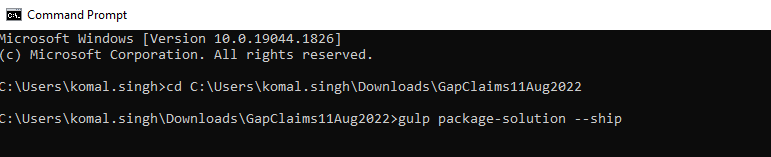 Command Prompt
Microsoft Windows [Version 10.0.19044.1826]
(c) Microsoft Corporation. All rights reserved.
C:\Users\komal.singh>cd C:\Users\komal.singh\Downloads\GapClaims11Aug2022
C:\Users\komal.singh\Downloads\GapClaims11Aug2022>gulp package-solution --ship